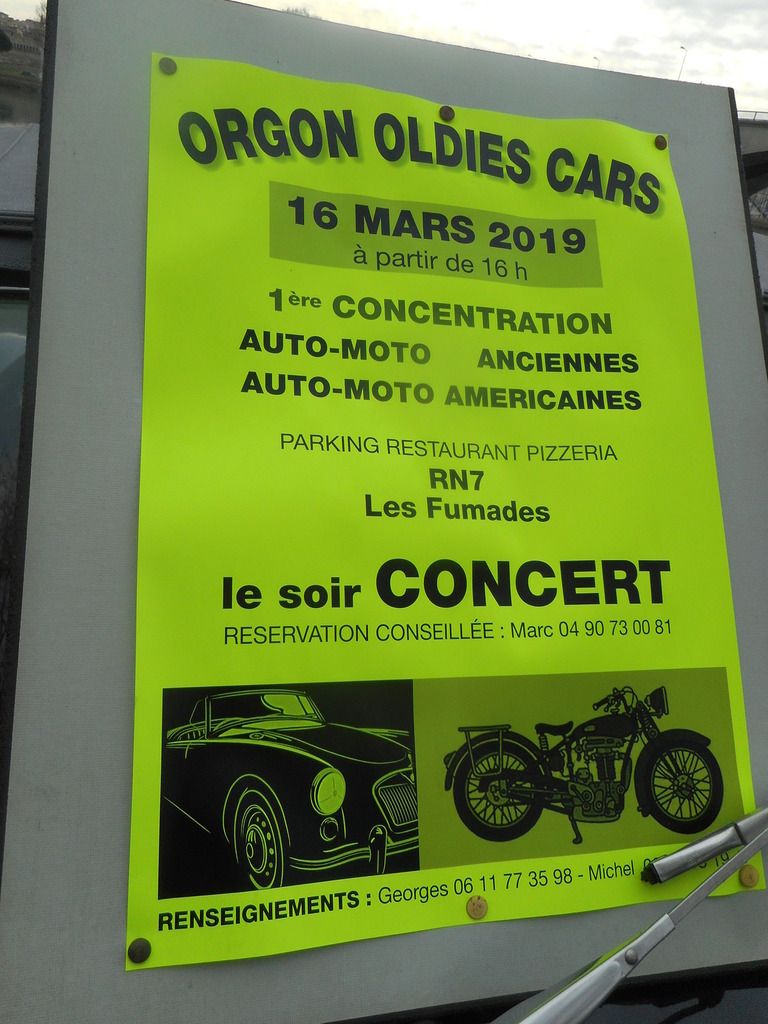 ORGON OLDIES CARS
16 MARS 2019
à partir de 16 h
1ère CONCENTRATION
AUTO-MOTO ANCIENNES
AUTO-MOTO AMERICAINES
PARKING RESTAURANT PIZZERIA
RN7
Les Fumades
le soir CONCERT
RESERVATION CONSEILLÉE : Marc 04 90 73 00 81
RENSEIGNEMENTS : Georges 06 11 77 35 98 - Michel